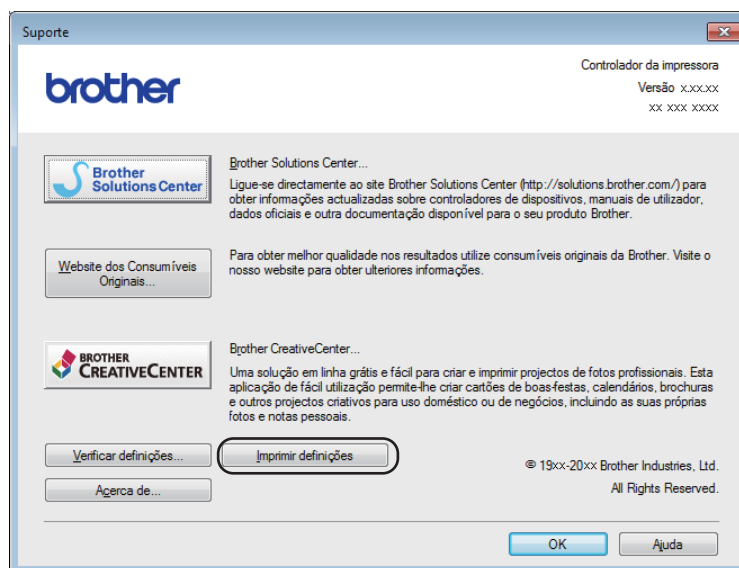 Suporte
brother
Controlador da impressora
Versão x.xx.xx
xx xxx xxxx
Brother
Solutions Center
Brother Solutions Center...
Ligue-se directamente ao site Brother Solutions Center (http://solutions.brother.com/) para
obter informações actualizadas sobre controladores de dispositivos, manuais de utilizador,
dados oficiais e outra documentação disponível para o seu produto Brother.
Website dos Consumíveis
Originais...
Para obter melhor qualidade nos resultados utilize consumíveis originais da Brother. Visite o
nosso website para obter ulteriores informações.
BROTHER
CREATIVECENTER
Brother CreativeCenter...
Uma solução em linha grátis e fácil para criar e imprimir projectos de fotos profissionais. Esta
aplicação de fácil utilização permite-lhe criar cartões de boas-festas, calendários, brochuras
e outros projectos criativos para uso doméstico ou de negócios, incluindo as suas próprias
fotos e notas pessoais.
Verificar definições...
Imprimir definições
Acerca de...
© 19xx-20xx Brother Industries, Ltd.
All Rights Reserved.
OK
Ajuda